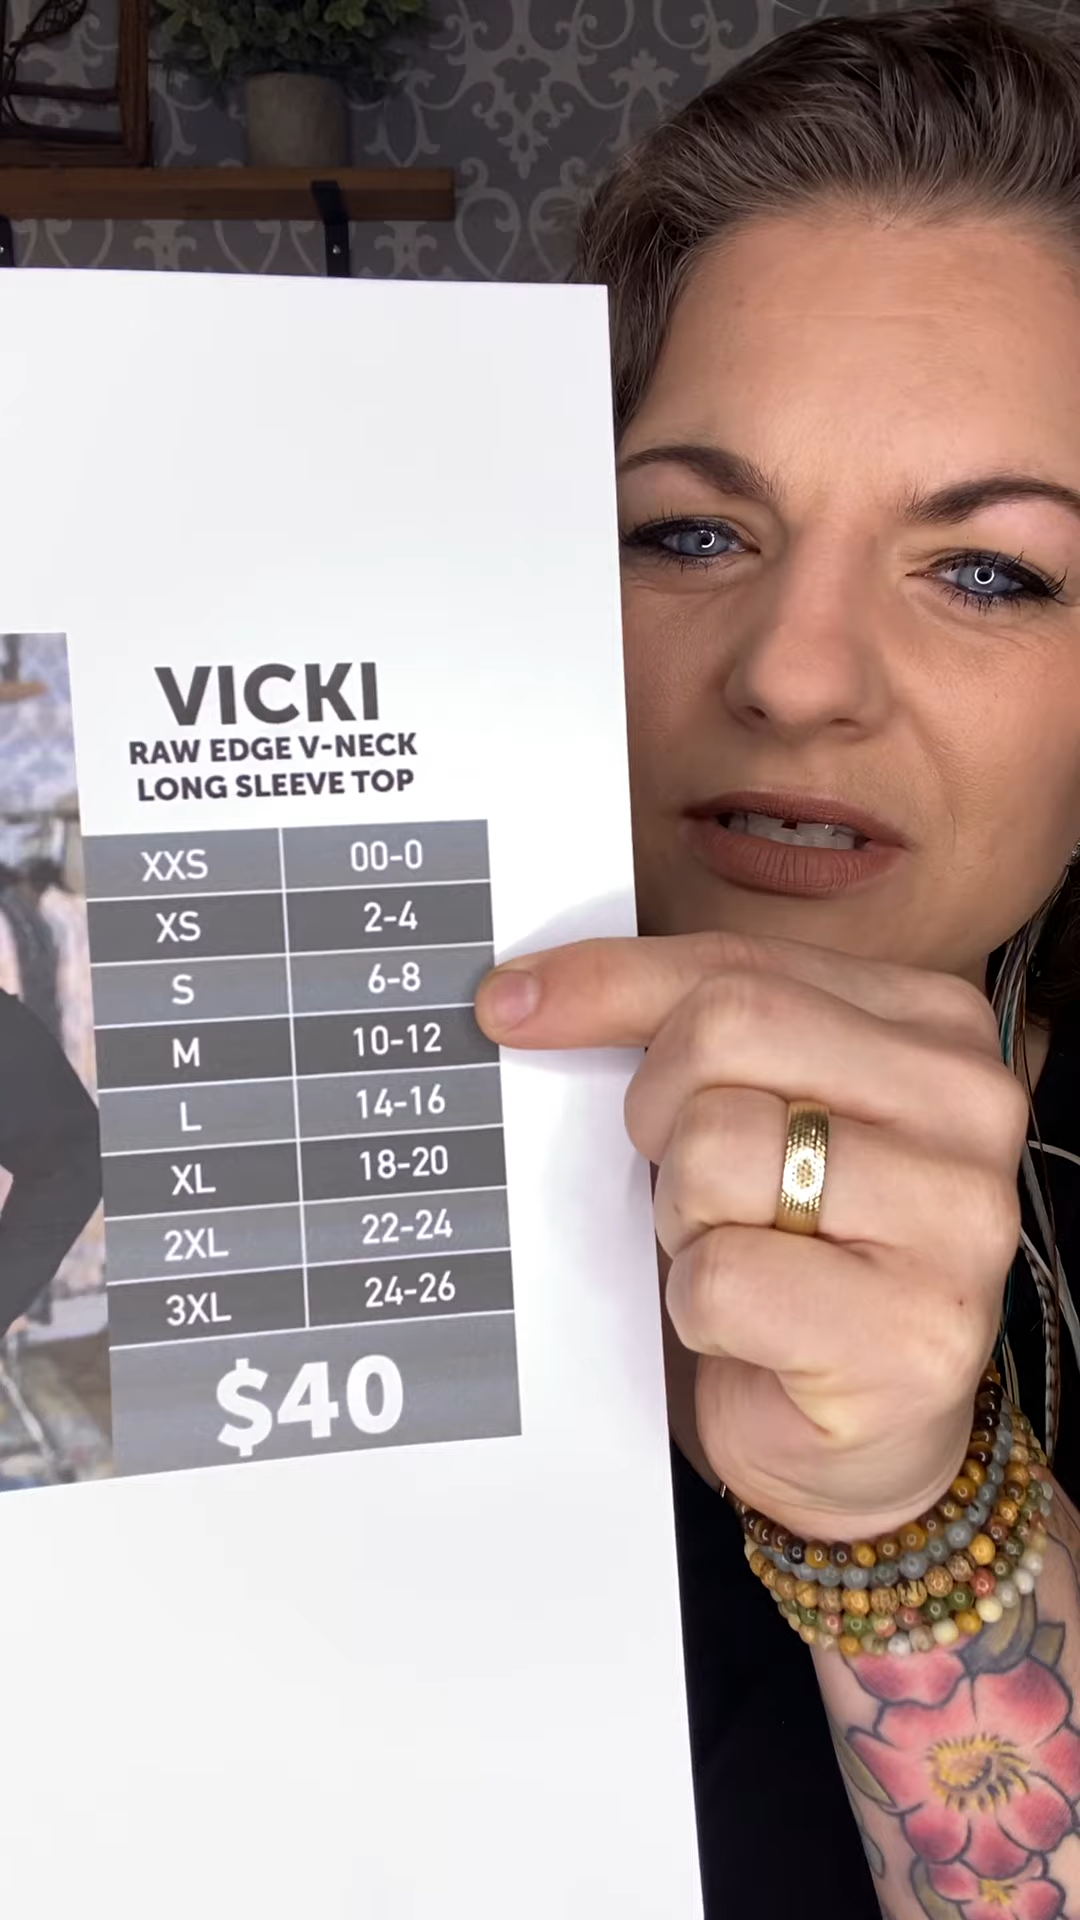 VICKI
RAW EDGE V-NECK
LONG SLEEVE TOP
XXS 00-0
XS 2-4
S 6-8
M 10-12
L 14-16
XL 18-20
2XL 22-24
3XL 24-26
$40